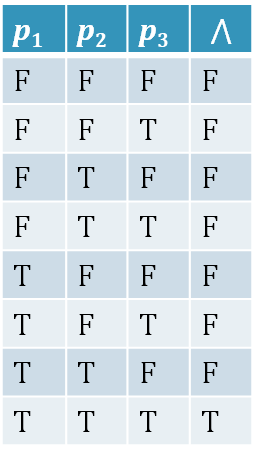 p₁ p₂ p₃ ⋀
F F F F
F F T F
F T F F
F T T F
T F F F
T F T F
T T F F
T T T T